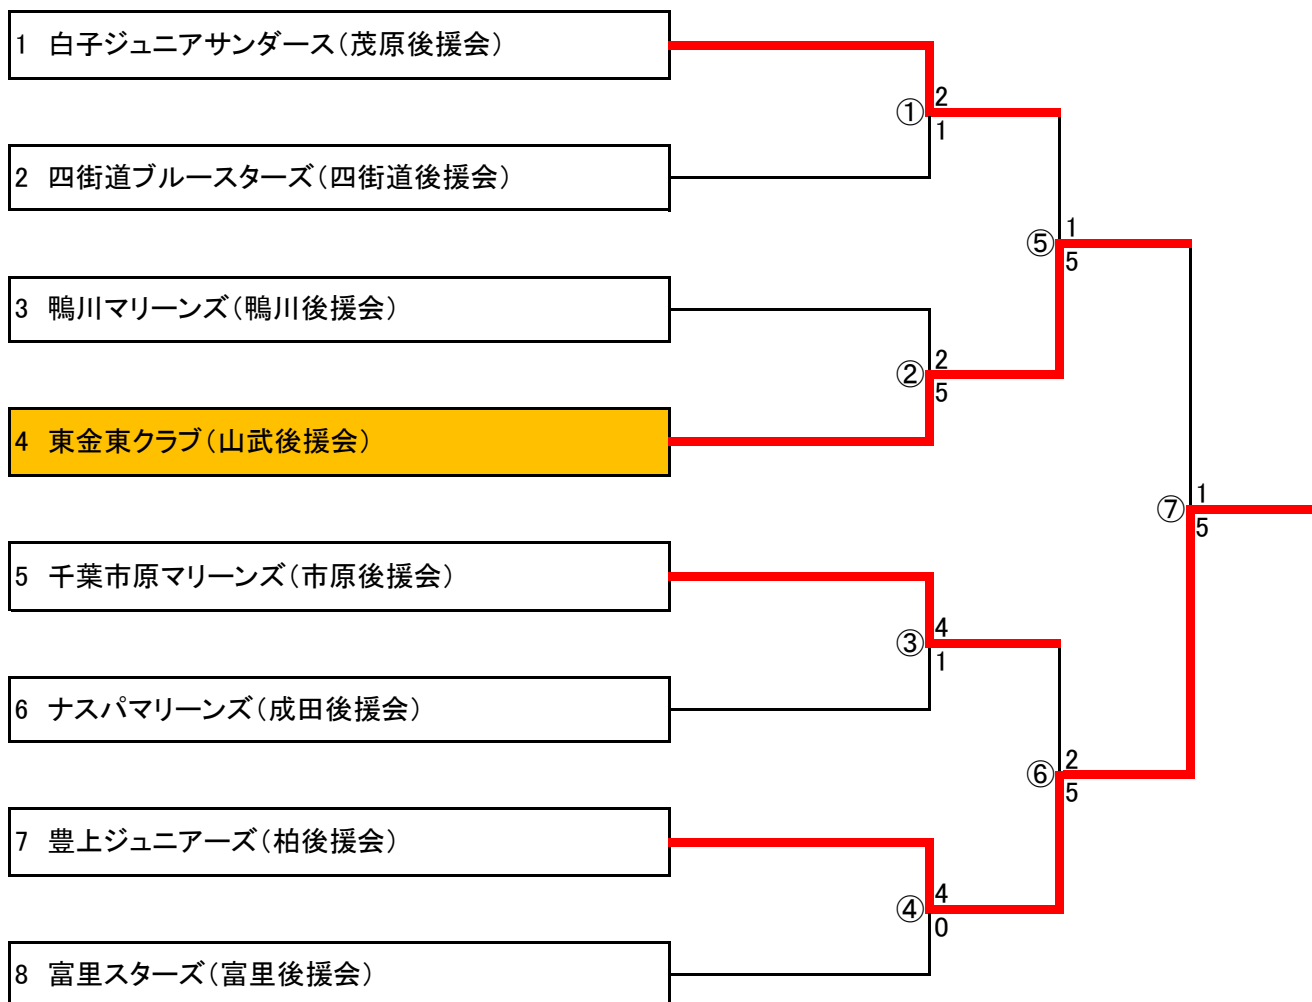 1 白子ジュニアサンダース(茂原後援会)
2
①
1
2 四街道ブルースターズ(四街道後援会)
1
⑤
5
3 鴨川マリーンズ(鴨川後援会)
2
②
5
4 東金東クラブ(山武後援会)
1
⑦
5
5 千葉市原マリーンズ(市原後援会)
4
③
1
6 ナスパマリーンズ(成田後援会)
2
⑥
5
7 豊上ジュニアーズ(柏後援会)
4
④
0
8 富里スターズ(富里後援会)